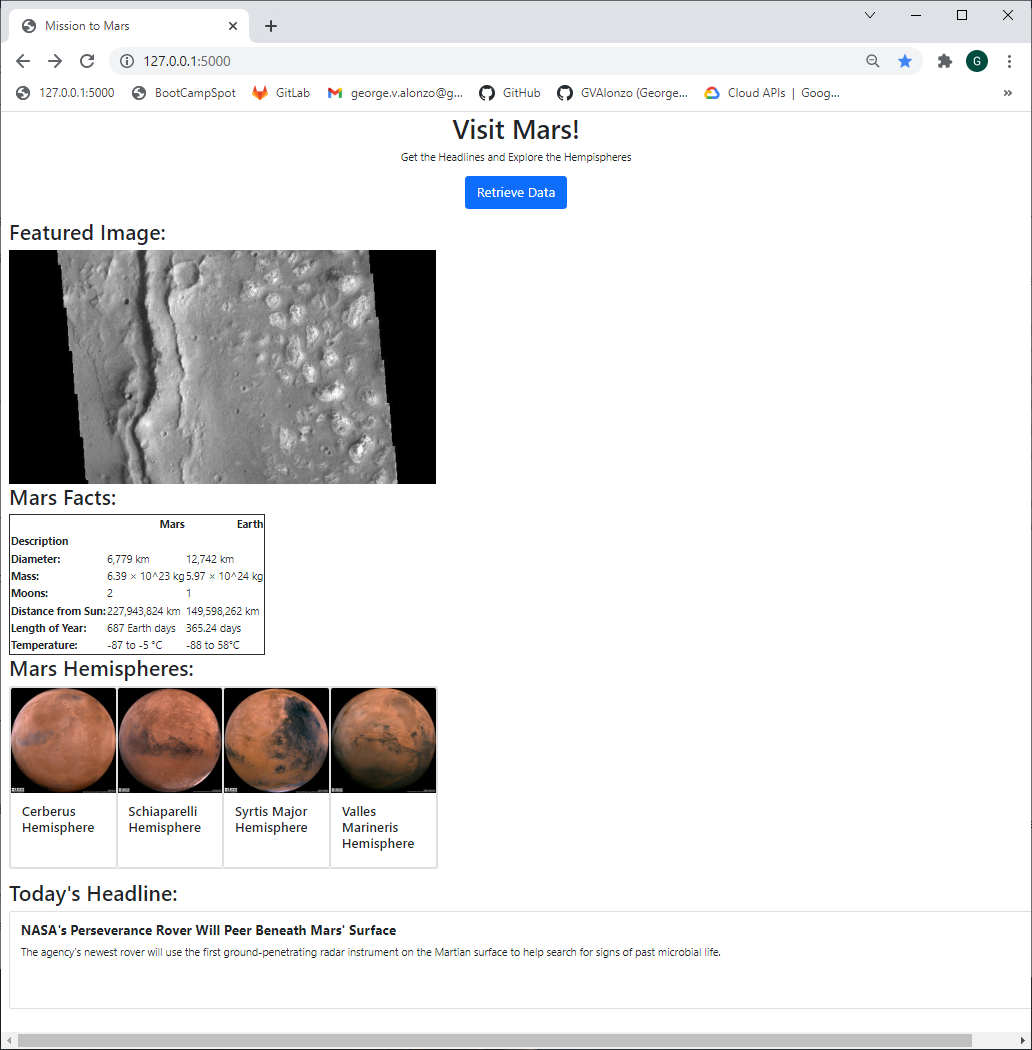 Mission to Mars
127.0.0.1:5000
G
127.0.0.1:5000 BootCampSpot GitLab george.v.alonzo@g... GitHub GVAlonzo (George... Cloud APIs | Goog... »
Visit Mars!
Get the Headlines and Explore the Hempispheres
Retrieve Data
Featured Image:
Mars Facts:
Mars Earth
Description
Diameter: 6,779 km 12,742 km
Mass: 6.39 × 10^23 kg 5.97 × 10^24 kg
Moons: 2 1
Distance from Sun: 227,943,824 km 149,598,262 km
Length of Year: 687 Earth days 365.24 days
Temperature: -87 to -5 °C -88 to 58°C
Mars Hemispheres:
Cerberus Hemisphere
Schiaparelli Hemisphere
Syrtis Major Hemisphere
Valles Marineris Hemisphere
Today's Headline:
NASA's Perseverance Rover Will Peer Beneath Mars' Surface
The agency's newest rover will use the first ground-penetrating radar instrument on the Martian surface to help search for signs of past microbial life.